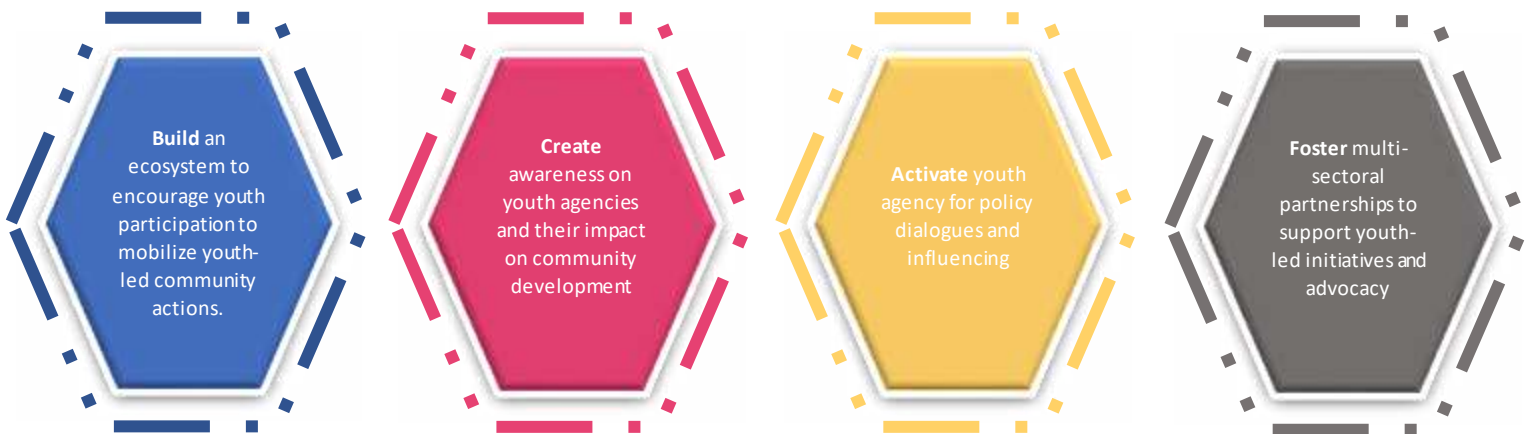 Build an
ecosystem to
encourage youth
participation to
mobilize youth-
led community
actions.
Create
awareness on
youth agencies
and their impact
on community
development
Activate youth
agency for policy
dialogues and
influencing
Foster multi-
sectoral
partnerships to
support youth-
led initiatives and
advocacy